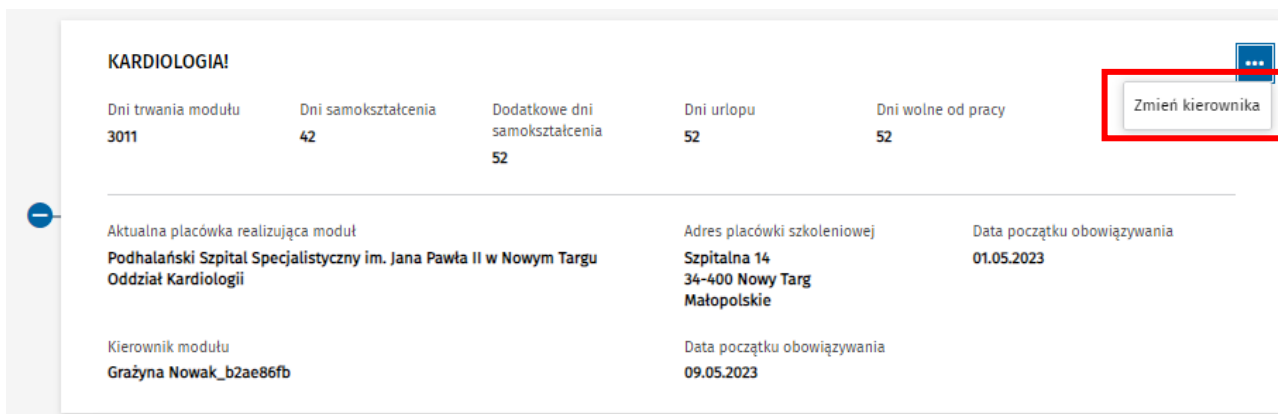 KARDIOLOGIA!
...
Zmień kierownika
Dni trwania modułu
3011
Dni samokształcenia
42
Dodatkowe dni
samokształcenia
52
Dni urlopu
52
Dni wolne od pracy
52
Aktualna placówka realizująca moduł
Podhalański Szpital Specjalistyczny im. Jana Pawła II w Nowym Targu
Oddział Kardiologii
Adres placówki szkoleniowej
Szpitalna 14
34-400 Nowy Targ
Małopolskie
Data początku obowiązywania
01.05.2023
Kierownik modułu
Grażyna Nowak_b2ae86fb
Data początku obowiązywania
09.05.2023